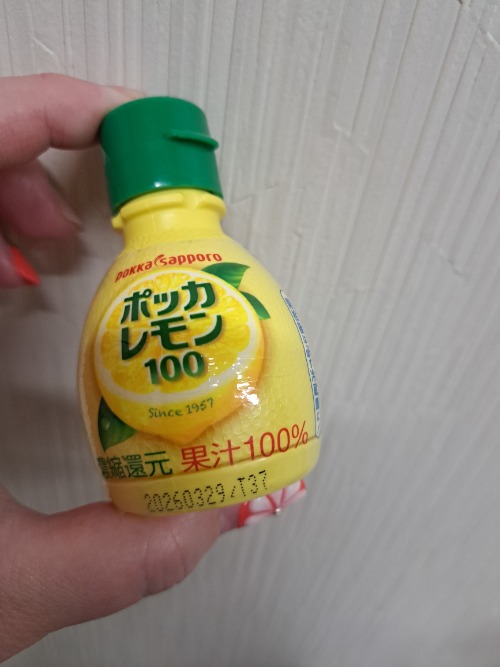 pokka sapporo
ポッカ
レモン
100
Since 1957
濃縮還元 果汁100%
20260329/T37